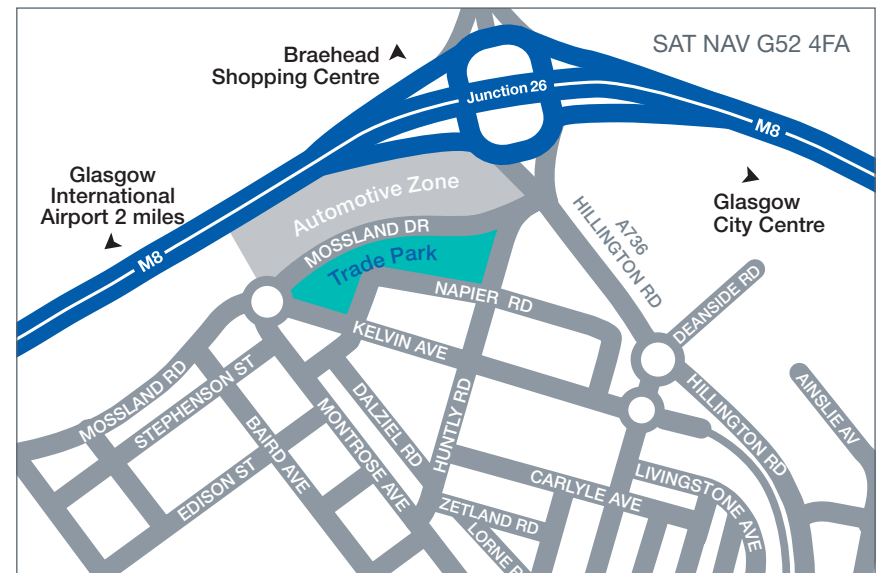 SAT NAV G52 4FA
Braehead
Shopping Centre
Junction 26
M8
Glasgow
International
Airport 2 miles
Automotive Zone
Glasgow
City Centre
MOSSLAND DR
A736
HILLINGTON RD
Trade Park
M8
NAPIER RD
DEANSIDE RD
KELVIN AVE
MOSSLAND RD
STEPHENSON ST
DALZIEL RD
HUNTLY RD
HILLINGTON RD
AINSLIE AV
BAIRD AVE
MONTROSE AVE
EDISON ST
CARLYLE AVE
LIVINGSTONE AVE
ZETLAND RD
LORNE R